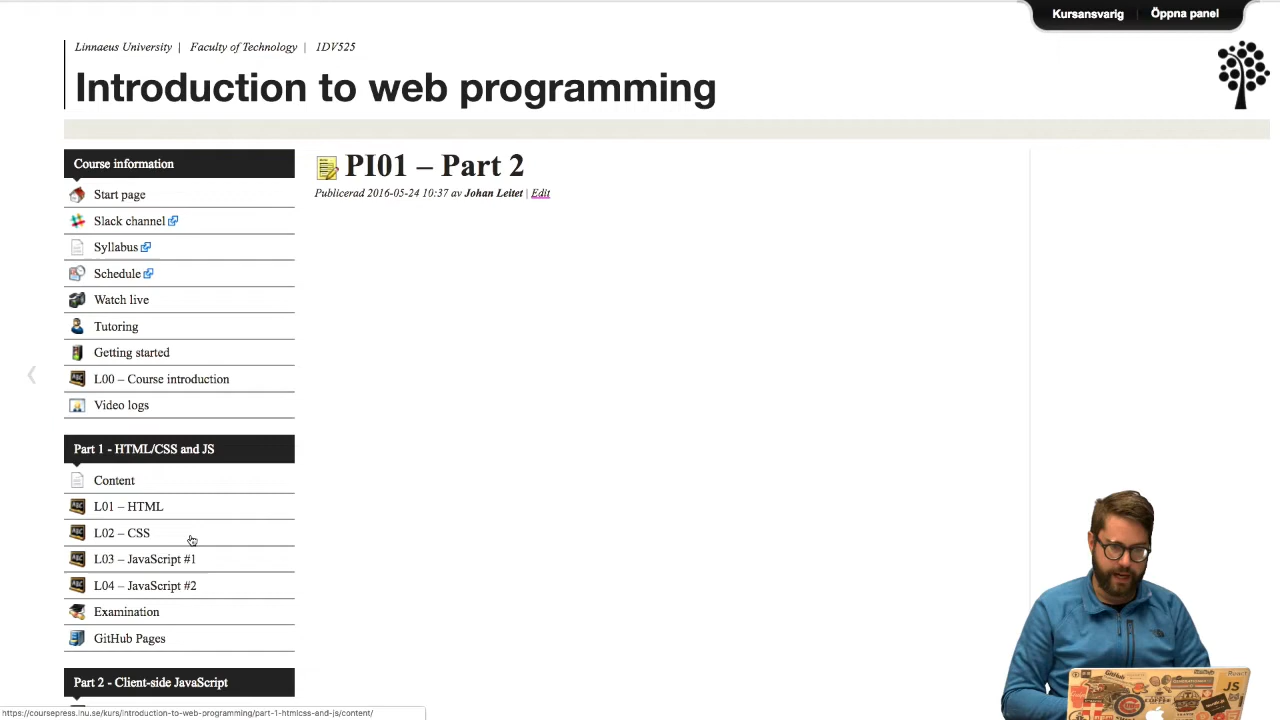 Kursansvarig
Öppna panel
Linnaeus University | Faculty of Technology | 1DV525
Introduction to web programming
Course information
Start page
Slack channel
Syllabus
Schedule
Watch live
Tutoring
Getting started
L00 – Course introduction
Video logs
Part 1 - HTML/CSS and JS
Content
L01 – HTML
L02 – CSS
L03 – JavaScript #1
L04 – JavaScript #2
Examination
GitHub Pages
Part 2 - Client-side JavaScript
PI01 – Part 2
Publicerad 2016-05-24 10:37 av Johan Leitet | Edit
https://coursepress.lnu.se/kurs/introduction-to-web-programming/part-1-htmlcss-and-js/content/
GitHub
JS